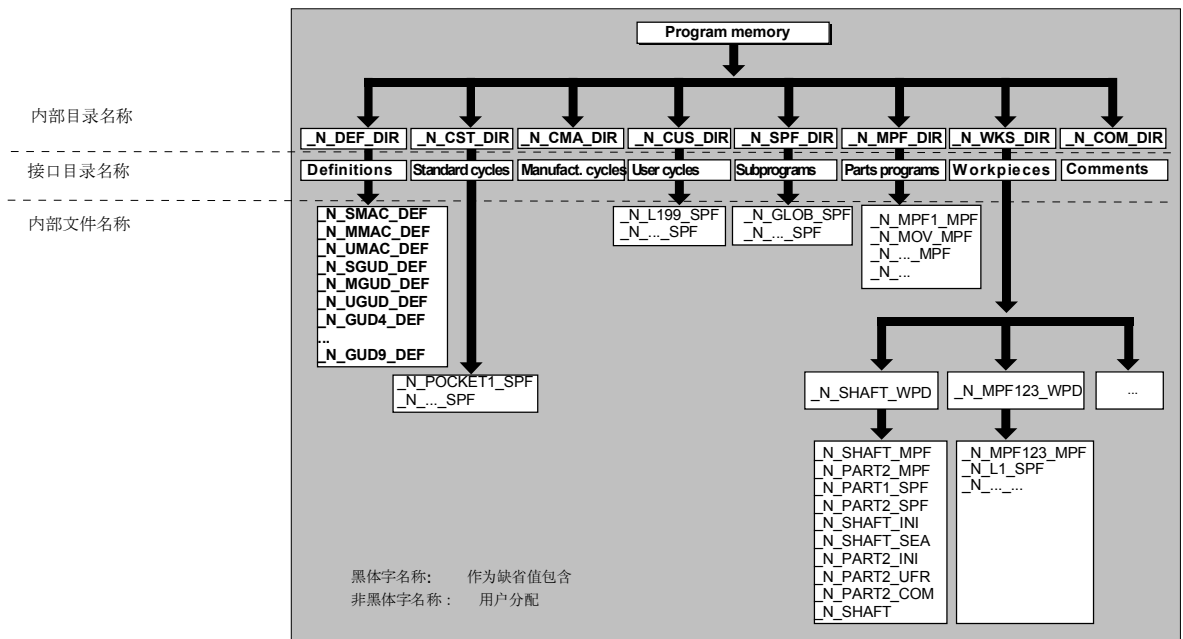 Program memory
内部目录名称
_N_DEF_DIR _N_CST_DIR _N_CMA_DIR _N_CUS_DIR _N_SPF_DIR _N_MPF_DIR _N_WKS_DIR _N_COM_DIR
接口目录名称
Definitions Standard cycles Manufact. cycles User cycles Subprograms Parts programs Workpieces Comments
内部文件名称
_N_SMAC_DEF
_N_MMAC_DEF
_N_UMAC_DEF
_N_SGUD_DEF
_N_MGUD_DEF
_N_UGUD_DEF
_N_GUD4_DEF
...
_N_GUD9_DEF
_N_POCKET1_SPF
_N_..._SPF
_N_L199_SPF
_N_..._SPF
_N_GLOB_SPF
_N_..._SPF
_N_MPF1_MPF
_N_MOV_MPF
_N_..._MPF
_N_...
_N_SHAFT_WPD
_N_MPF123_WPD
...
_N_SHAFT_MPF
_N_PART2_MPF
_N_PART1_SPF
_N_PART2_SPF
_N_SHAFT_INI
_N_SHAFT_SEA
_N_PART2_INI
_N_PART2_UFR
_N_PART2_COM
_N_SHAFT
_N_MPF123_MPF
_N_L1_SPF
_N_..._...
黑体字名称： 作为缺省值包含
非黑体字名称： 用户分配